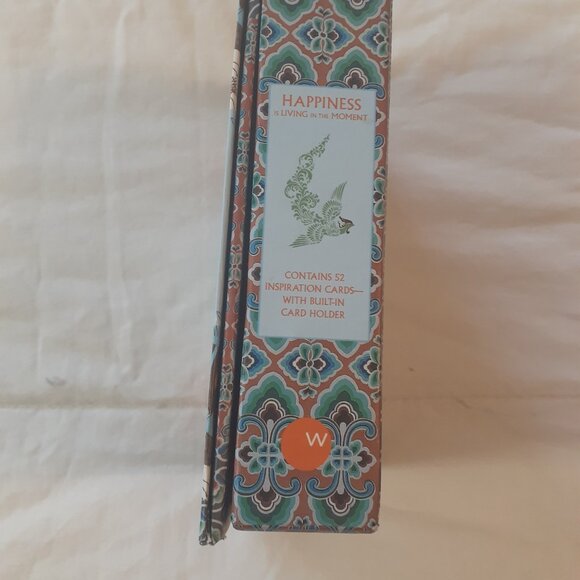 HAPPINESS
IS LIVING IN THE MOMENT
CONTAINS 52
INSPIRATION CARDS—
WITH BUILT-IN
CARD HOLDER
W